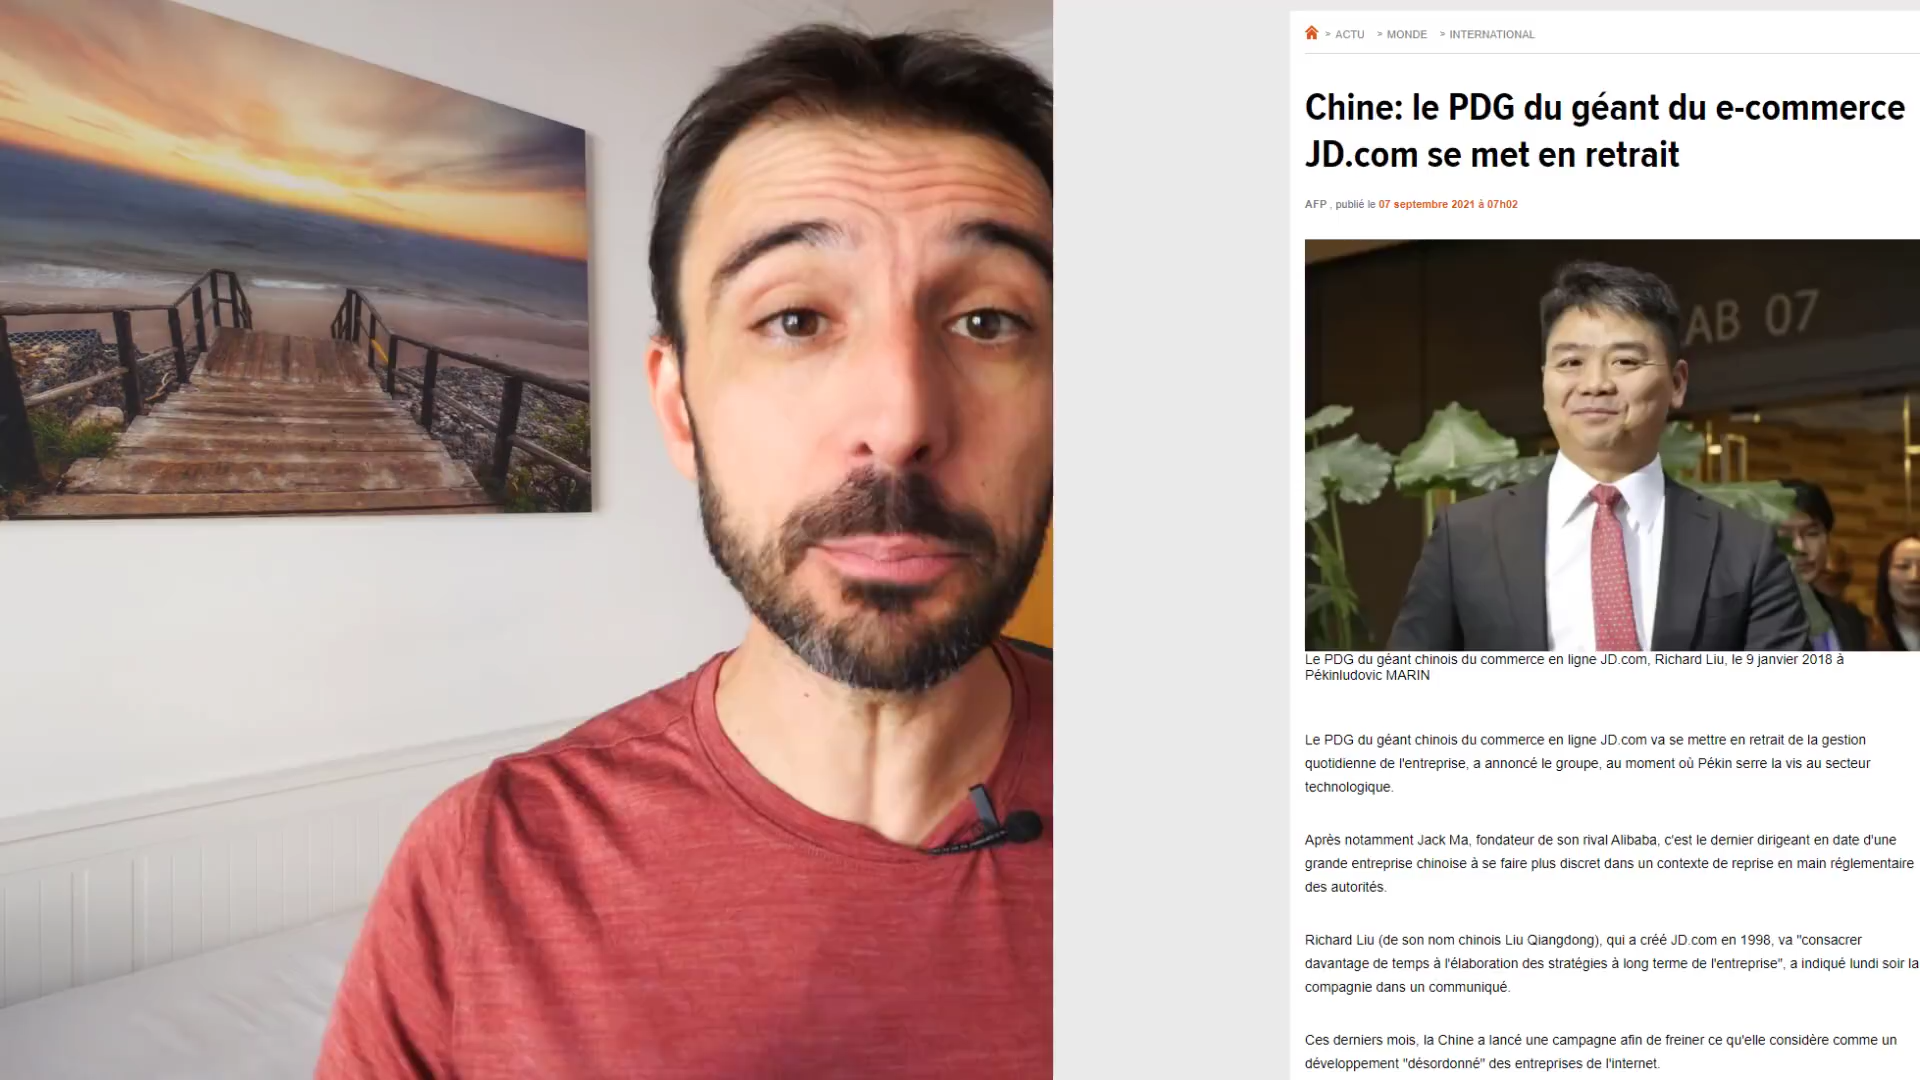 > ACTU > MONDE > INTERNATIONAL
Chine: le PDG du géant du e-commerce
JD.com se met en retrait
AFP , publié le 07 septembre 2021 à 07h02
AB 07
Le PDG du géant chinois du commerce en ligne JD.com, Richard Liu, le 9 janvier 2018 à
Pékinludovic MARIN
Le PDG du géant chinois du commerce en ligne JD.com va se mettre en retrait de la gestion
quotidienne de l'entreprise, a annoncé le groupe, au moment où Pékin serre la vis au secteur
technologique.
Après notamment Jack Ma, fondateur de son rival Alibaba, c'est le dernier dirigeant en date d'une
grande entreprise chinoise à se faire plus discret dans un contexte de reprise en main réglementaire
des autorités.
Richard Liu (de son nom chinois Liu Qiangdong), qui a créé JD.com en 1998, va "consacrer
davantage de temps à l'élaboration des stratégies à long terme de l'entreprise", a indiqué lundi soir la
compagnie dans un communiqué.
Ces derniers mois, la Chine a lancé une campagne afin de freiner ce qu'elle considère comme un
développement "désordonné" des entreprises de l'internet.